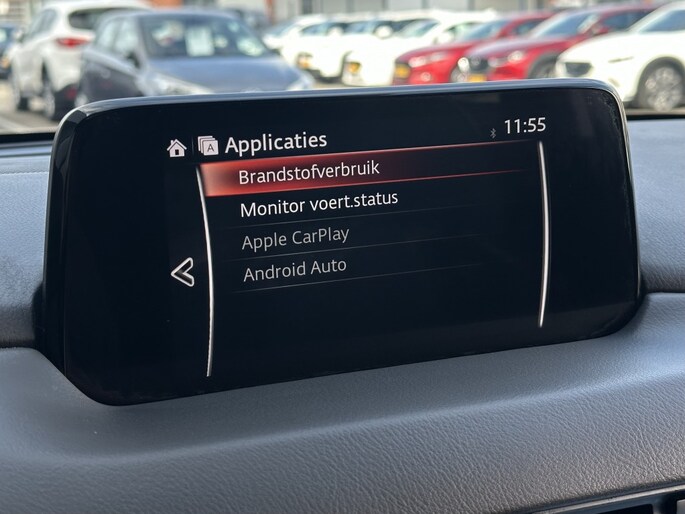 A Applicaties
11:55
Brandstofverbruik
Monitor voert.status
Apple CarPlay
Android Auto